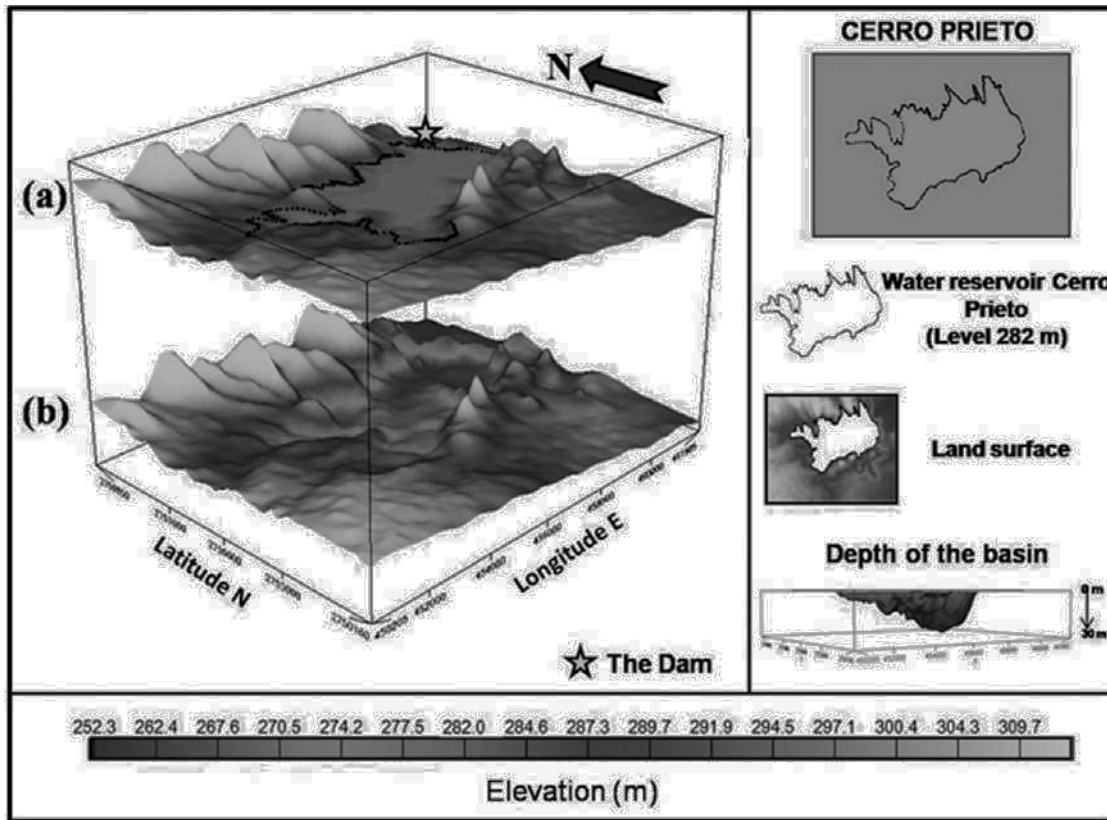 N
(a)
(b)
Latitude N
Longitude E
The Dam
CERRO PRIETO
Water reservoir Cerro
Prieto
(Level 282 m)
Land surface
Depth of the basin
0 m
30 m
252.3 262.4 267.6 270.5 274.2 277.5 282.0 284.6 287.3 289.7 291.9 294.5 297.1 300.4 304.3 309.7
Elevation (m)